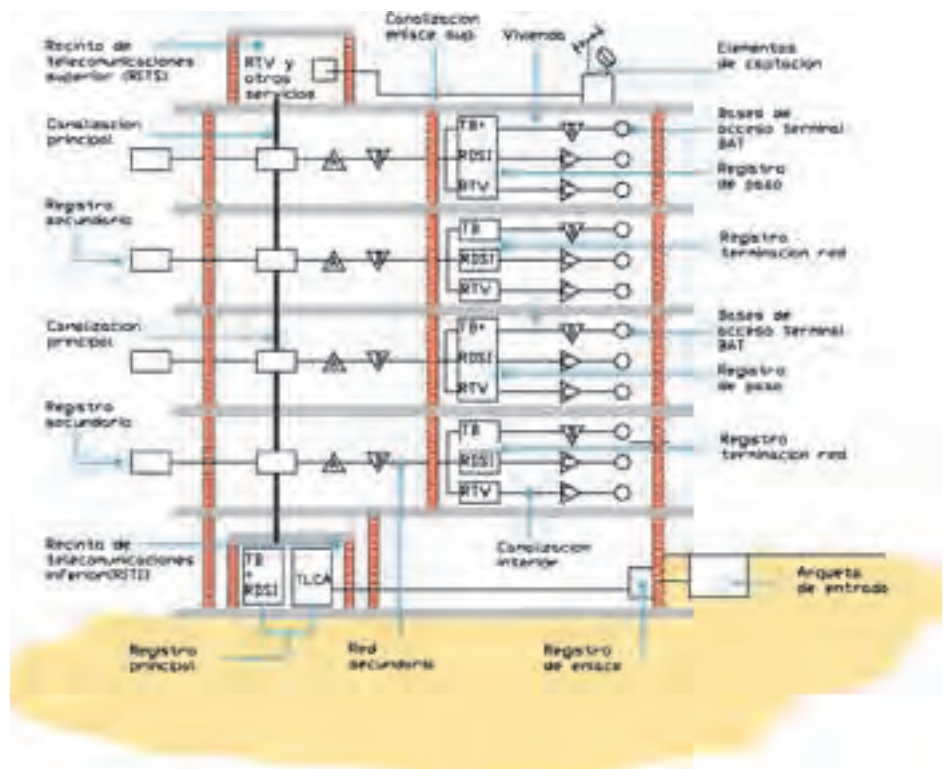 Recinto de
telecomunicaciones
superior (RSTS)
RTV y
otros
servicios
Canalizacion
enlace sup.
Vivienda
Elementos
de captacion
Canalizacion
principal
TB+
RDSI
RTV
Bases de
acceso terminal
BAT
Registro
de paso
Registro
secundario
TB
RDSI
RTV
Registro
terminacion red
Canalizacion
principal
TB+
RDSI
RTV
Bases de
acceso terminal
BAT
Registro
de paso
Registro
secundario
TB
RDSI
RTV
Registro
terminacion red
Recinto de
telecomunicaciones
inferior(RSTI)
TB
+
RDSI
TLCA
Canalizacion
interior
Arqueta
de entrada
Registro
principal
Red
secundaria
Registro
de enlace